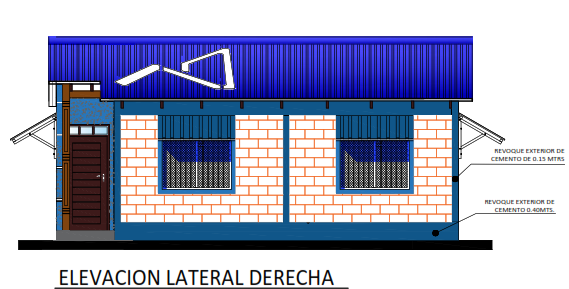 REVOQUE EXTERIOR DE
CEMENTO DE 0.15 MTRS
REVOQUE EXTERIOR DE
CEMENTO 0.40MTS.
ELEVACION LATERAL DERECHA